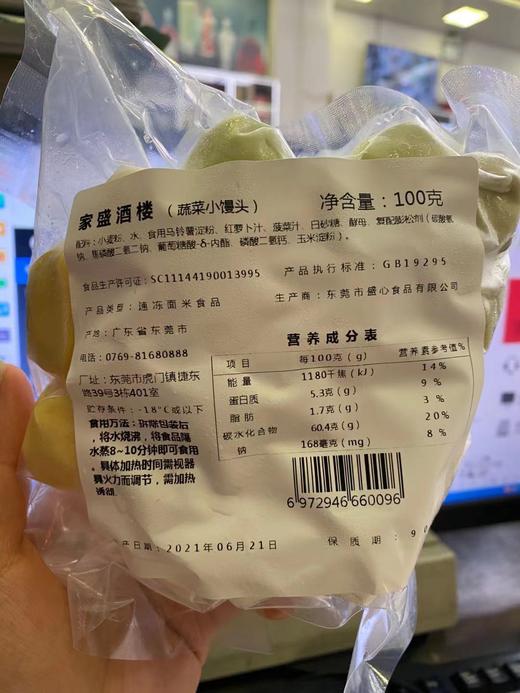 家盛酒楼（蔬菜小馒头） 净含量：100克
配料：小麦粉、水、食用马铃薯淀粉、红萝卜汁、菠菜汁、白砂糖、酵母、复配膨松剂（碳酸氢
钠、焦磷酸二氢二钠、葡萄糖酸-δ-内酯、磷酸二氢钙、玉米淀粉）。
食品生产许可证：SC11144190013995 产品执行标准：GB19295
产品类型：速冻面米食品 生产商：东莞市盛心食品有限公司
产地：广东省东莞市
电话：0769-81680888
厂址：东莞市虎门镇捷东
路39号3栋401室
贮存条件：-18℃或以下
食用方法：拆除包装后，
将水烧沸，将食品隔
水蒸8~10分钟即可食用
。具体加热时间需视器
具火力而调节，需加热
透彻
营养成分表
项目 每100克（g） 营养素参考值%
能量 1180千焦（kJ） 14%
蛋白质 5.3克（g） 9%
脂肪 1.7克（g） 3%
碳水化合物 60.4克（g） 20%
钠 168毫克（mg） 8%
6972946660096
产日期：2021年06月21日 保质期：90